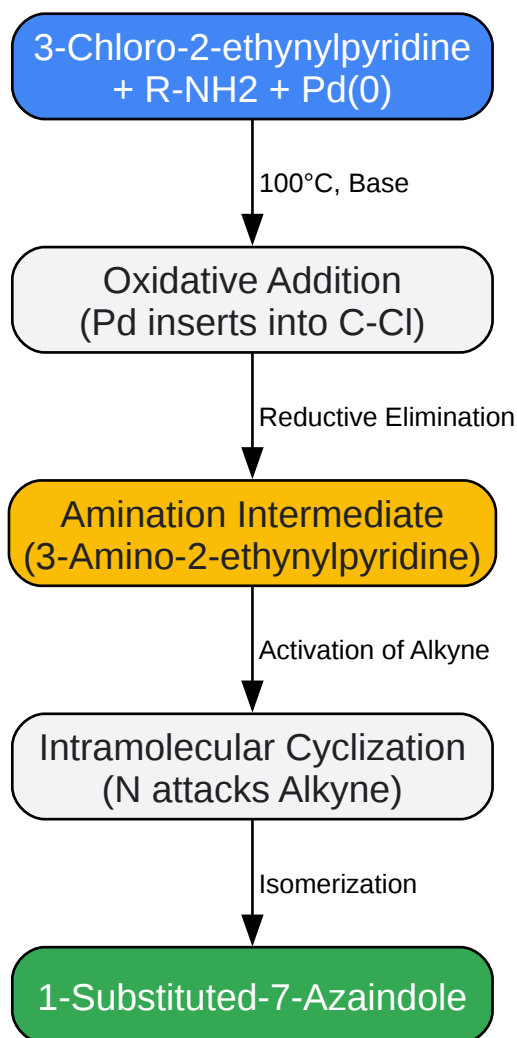 3-Chloro-2-ethynylpyridine
+ R-NH2 + Pd(0)
100°C, Base
Oxidative Addition
(Pd inserts into C-Cl)
Reductive Elimination
Amination Intermediate
(3-Amino-2-ethynylpyridine)
Activation of Alkyne
Intramolecular Cyclization
(N attacks Alkyne)
Isomerization
1-Substituted-7-Azaindole